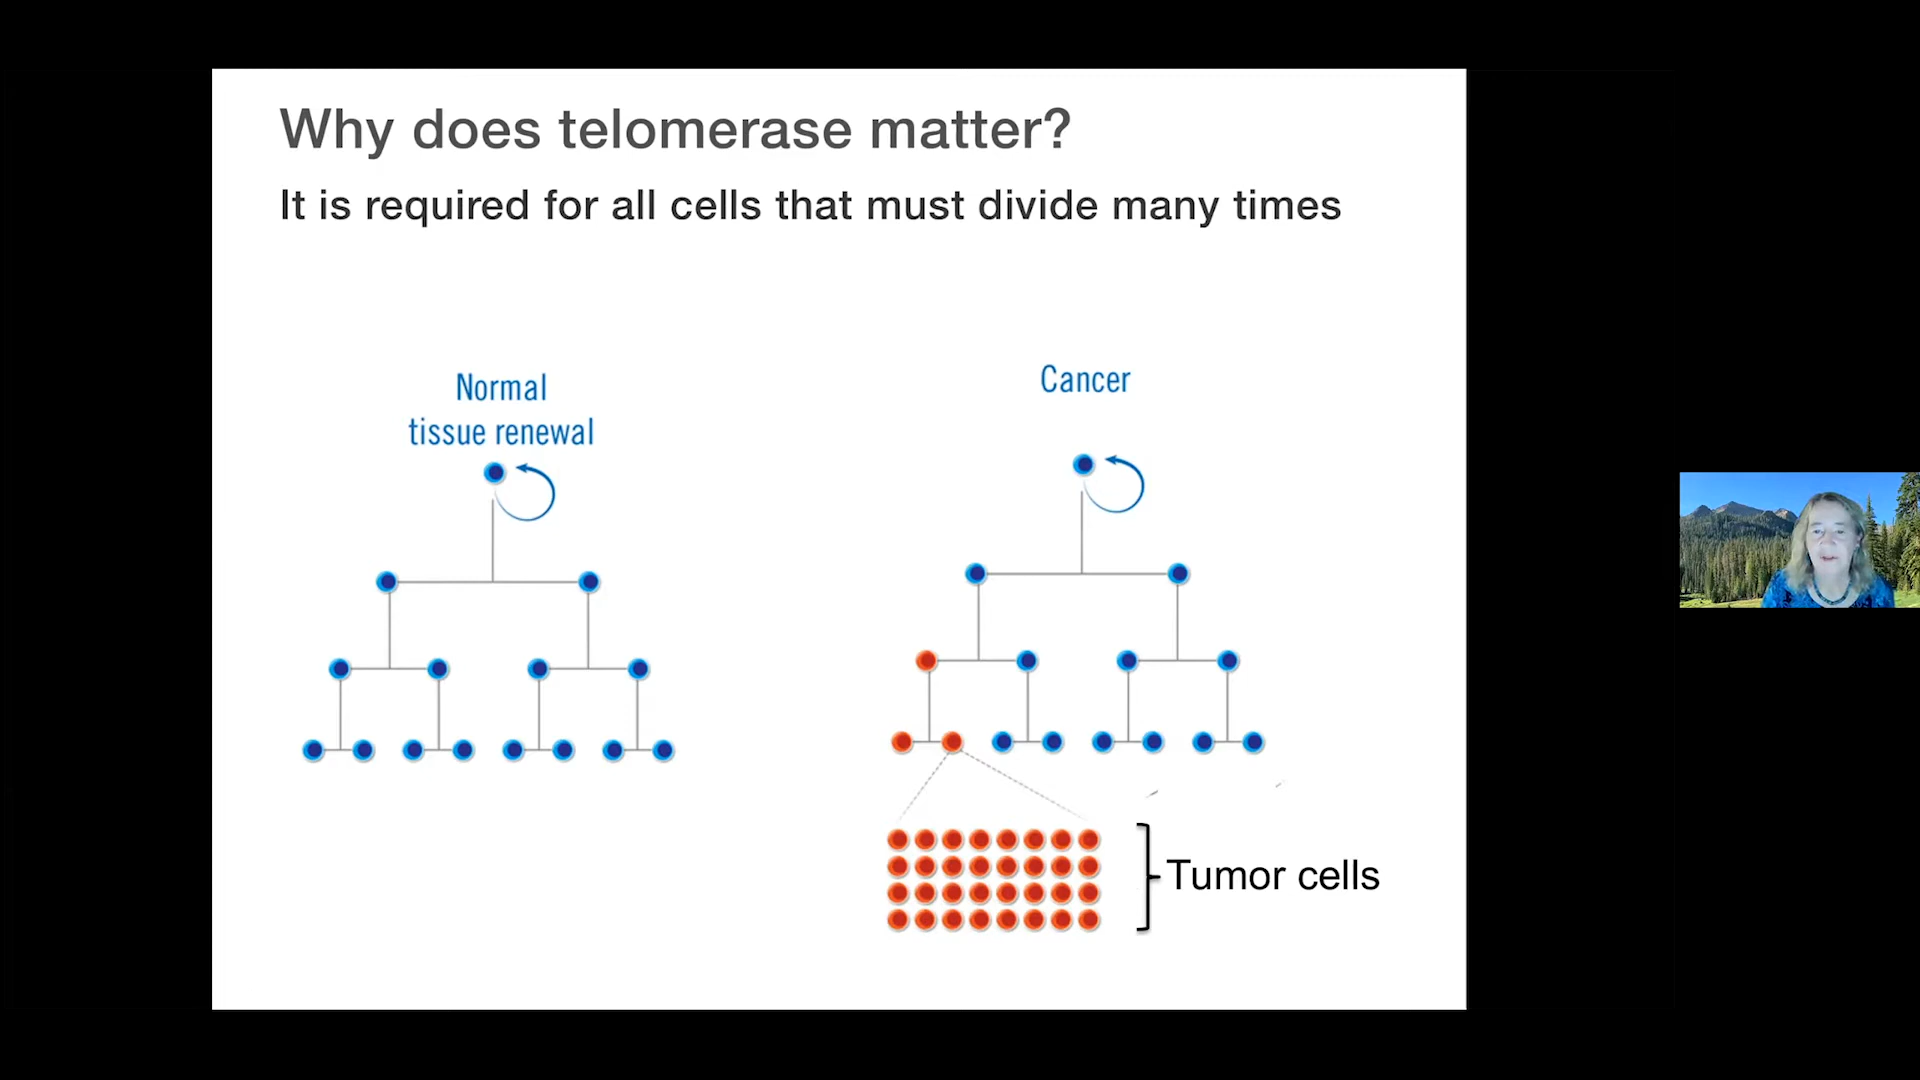 Why does telomerase matter?
It is required for all cells that must divide many times
Normal
tissue renewal
Cancer
Tumor cells